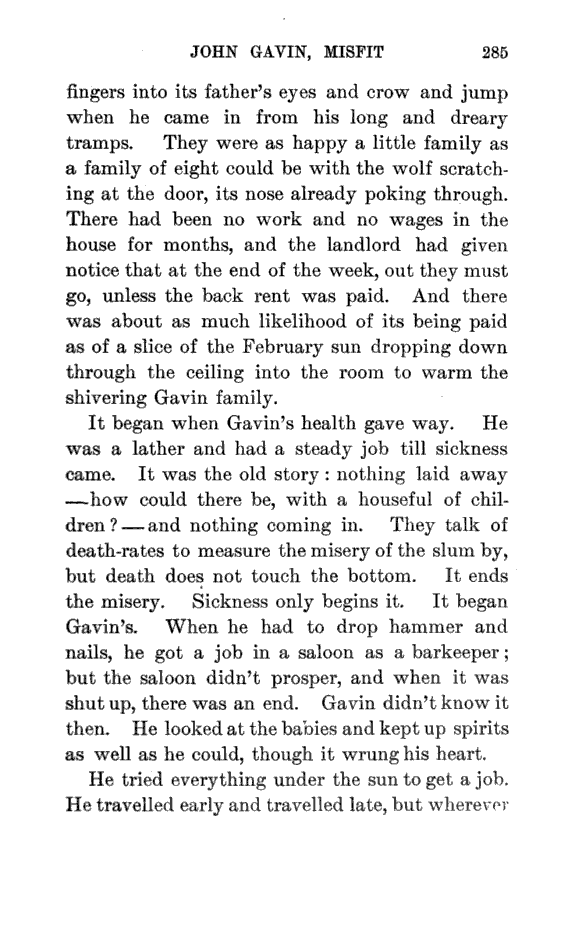 JOHN GAVIN, MISFIT 285
fingers into its father's eyes and crow and jump
when he came in from his long and dreary
tramps. They were as happy a little family as
a family of eight could be with the wolf scratch-
ing at the door, its nose already poking through.
There had been no work and no wages in the
house for months, and the landlord had given
notice that at the end of the week, out they must
go, unless the back rent was paid. And there
was about as much likelihood of its being paid
as of a slice of the February sun dropping down
through the ceiling into the room to warm the
shivering Gavin family.
It began when Gavin's health gave way. He
was a lather and had a steady job till sickness
came. It was the old story : nothing laid away
—how could there be, with a houseful of chil-
dren ? — and nothing coming in. They talk of
death-rates to measure the misery of the slum by,
but death does not touch the bottom. It ends
the misery. Sickness only begins it. It began
Gavin's. When he had to drop hammer and
nails, he got a job in a saloon as a barkeeper ;
but the saloon didn't prosper, and when it was
shut up, there was an end. Gavin didn't know it
then. He looked at the babies and kept up spirits
as well as he could, though it wrung his heart.
He tried everything under the sun to get a job.
He travelled early and travelled late, but wherever